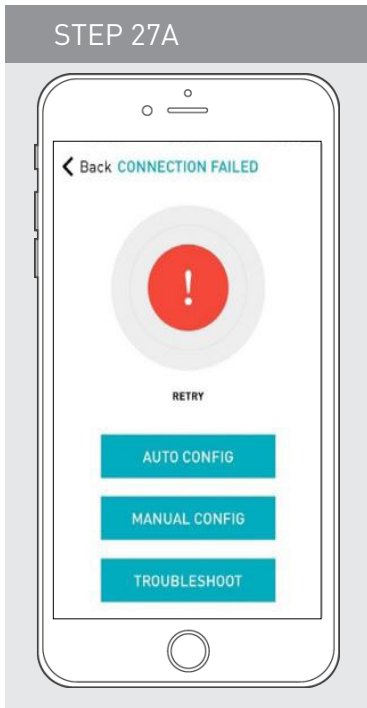 STEP 27A
Back CONNECTION FAILED
!
RETRY
AUTO CONFIG
MANUAL CONFIG
TROUBLESHOOT